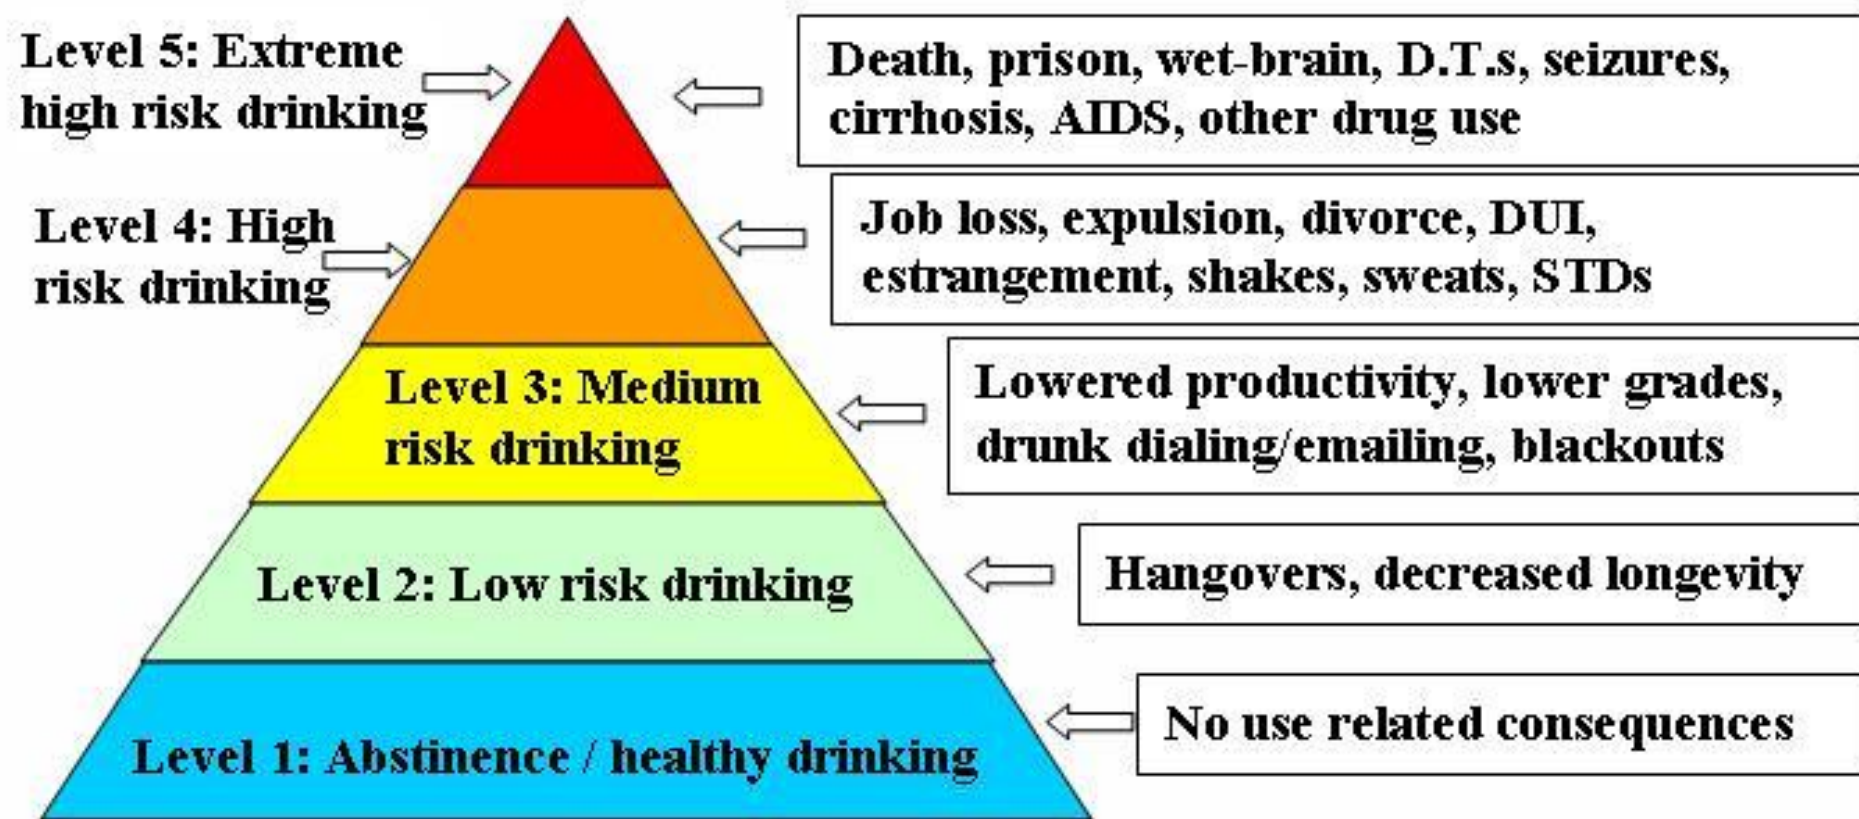 Level 5: Extreme
high risk drinking
Death, prison, wet-brain, D.T.s, seizures,
cirrhosis, AIDS, other drug use
Level 4: High
risk drinking
Job loss, expulsion, divorce, DUI,
estrangement, shakes, sweats, STDs
Level 3: Medium
risk drinking
Lowered productivity, lower grades,
drunk dialing/emailing, blackouts
Level 2: Low risk drinking
Hangovers, decreased longevity
Level 1: Abstinence / healthy drinking
No use related consequences